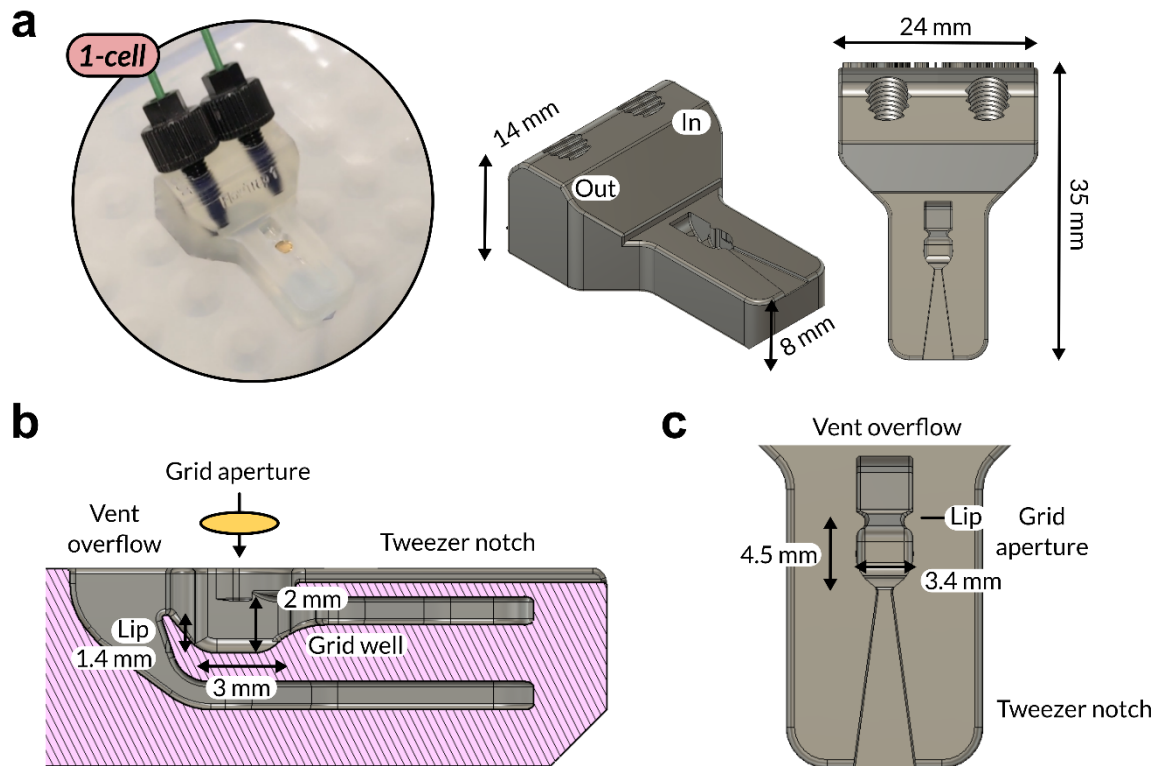 a
1-cell
14 mm
In
Out
8 mm
24 mm
35 mm
b
Grid aperture
Vent
overflow
Tweezer notch
2 mm
Lip
1.4 mm
Grid well
3 mm
c
Vent overflow
Lip
Grid
aperture
4.5 mm
3.4 mm
Tweezer notch